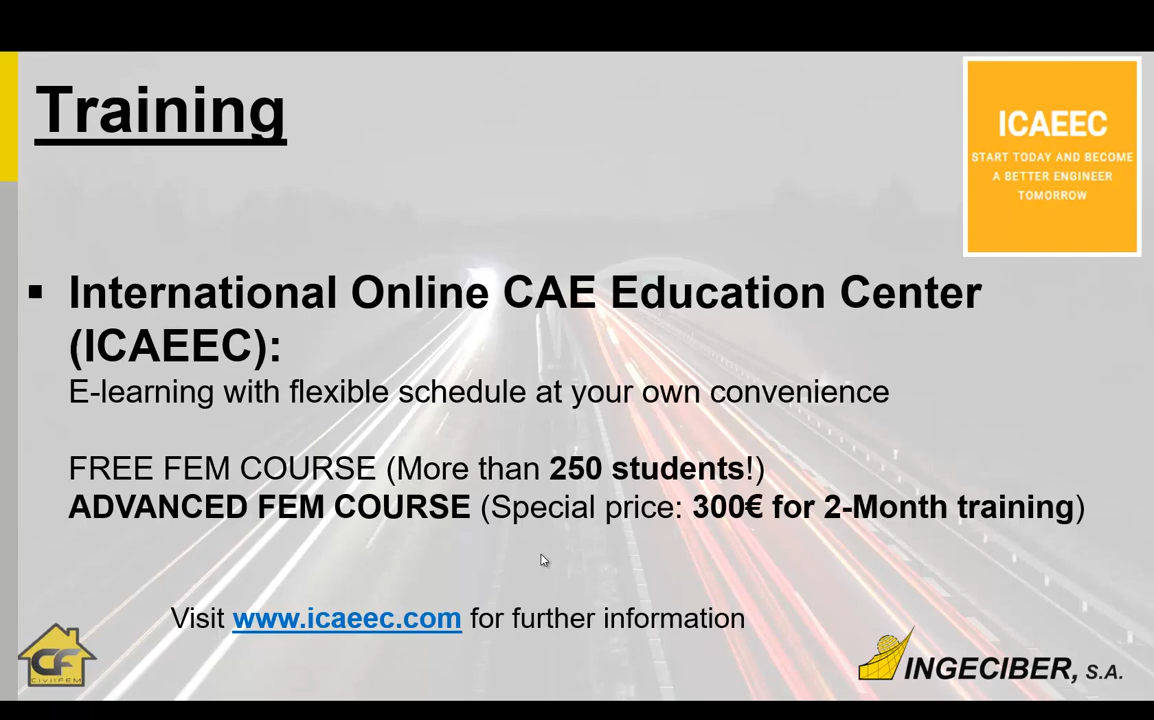 Training
ICAEEC
START TODAY AND BECOME
A BETTER ENGINEER
TOMORROW
▪ International Online CAE Education Center
(ICAEEC):
E-learning with flexible schedule at your own convenience
FREE FEM COURSE (More than 250 students!)
ADVANCED FEM COURSE (Special price: 300€ for 2-Month training)
Visit www.icaeec.com for further information
CF
CIVILFEM
INGECIBER, S.A.